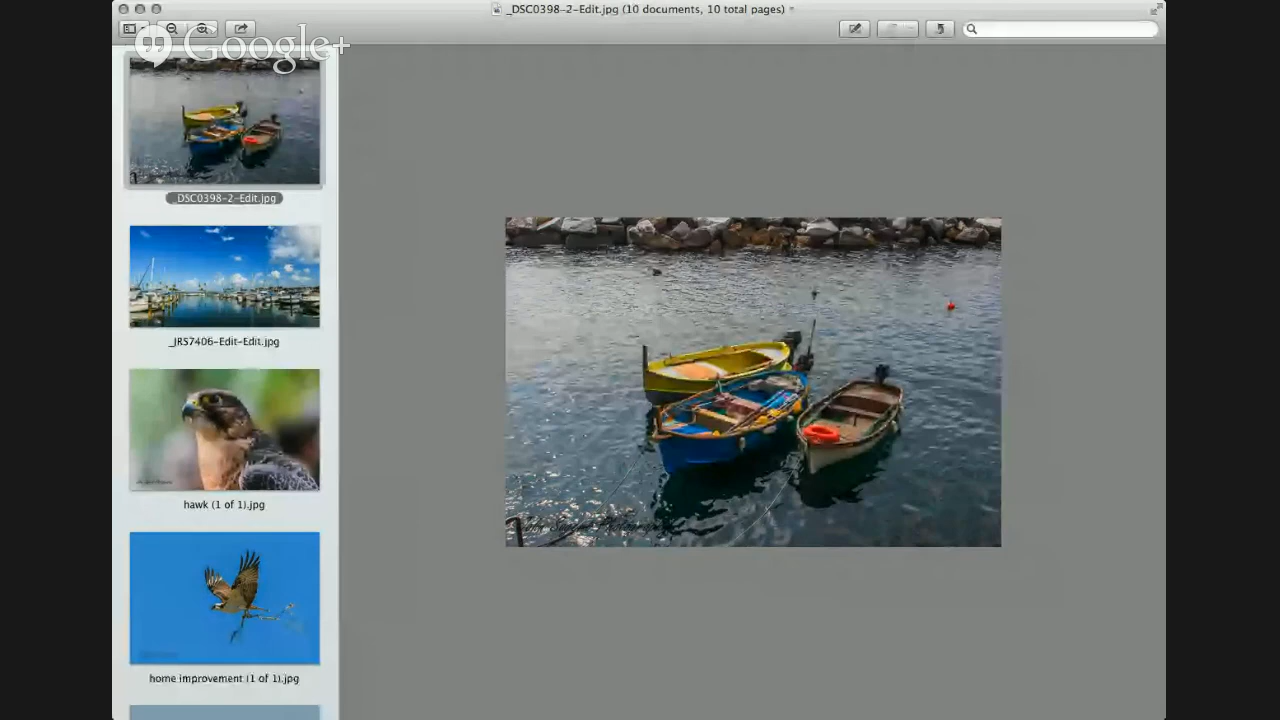 _DSC0398-2-Edit.jpg (10 documents, 10 total pages)
Google+
_DSC0398-2-Edit.jpg
_JRS7406-Edit-Edit.jpg
hawk (1 of 1).jpg
home improvement (1 of 1).jpg